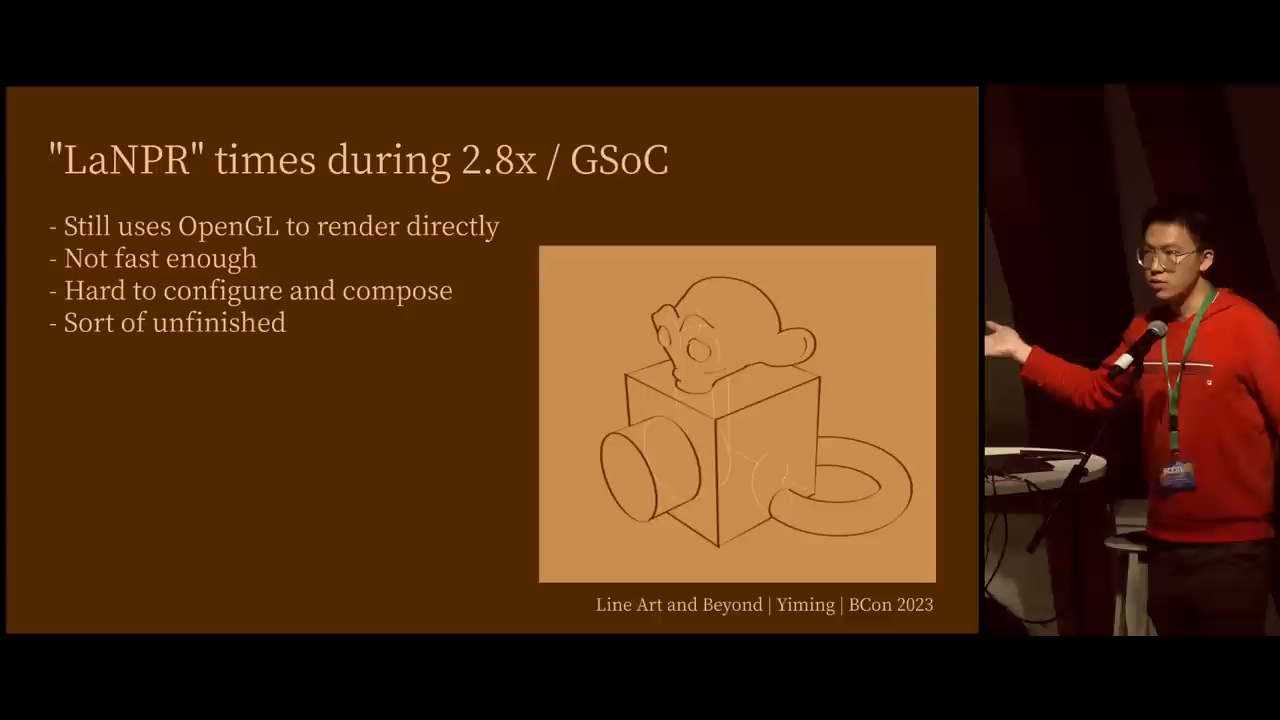 "LaNPR" times during 2.8x / GSoC
- Still uses OpenGL to render directly
- Not fast enough
- Hard to configure and compose
- Sort of unfinished
Line Art and Beyond | Yiming | BCon 2023